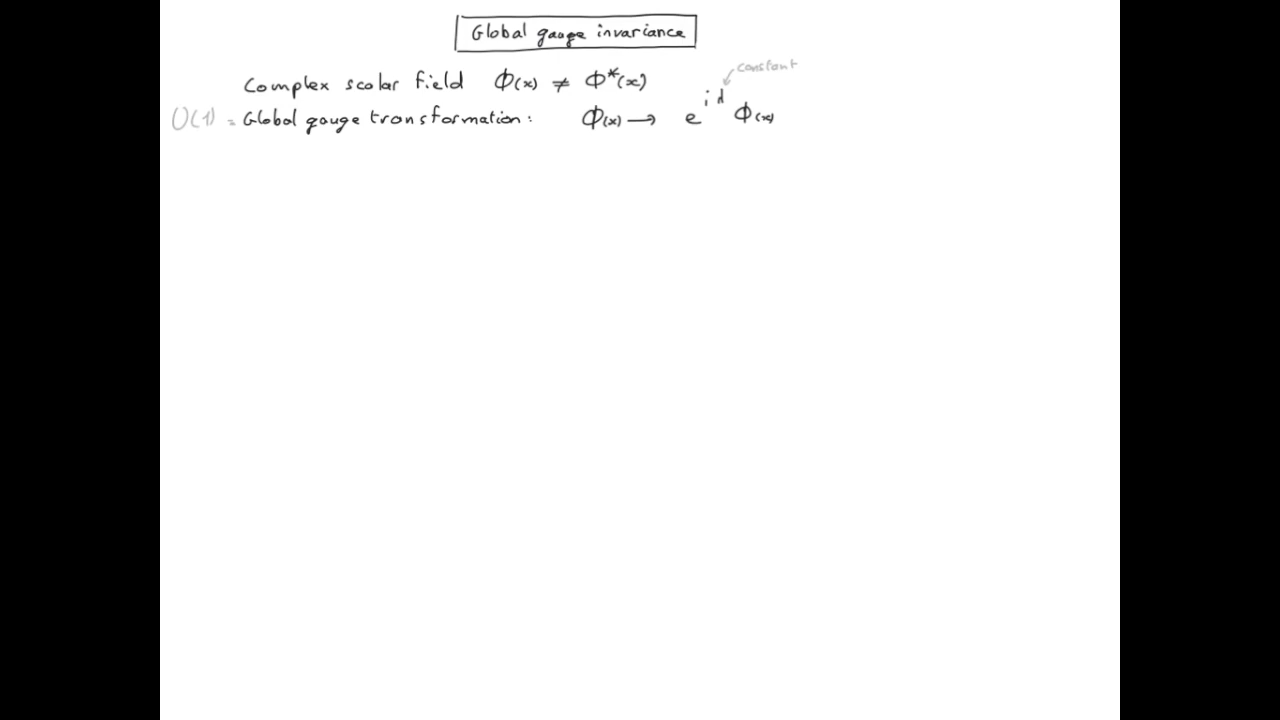 Global gauge invariance
constant
Complex scalar field Φ(x) ≠ Φ*(x)
U(1) = Global gauge transformation: Φ(x) → e^{iα} Φ(x)